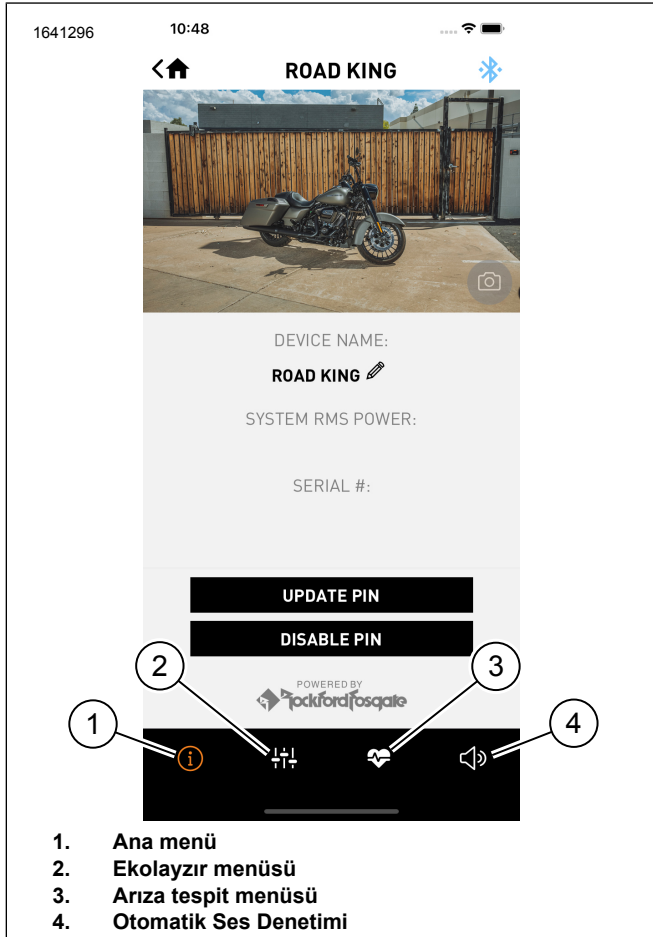 1641296
10:48
ROAD KING
DEVICE NAME:
ROAD KING
SYSTEM RMS POWER:
SERIAL #:
UPDATE PIN
DISABLE PIN
POWERED BY
Rockford Fosgate
1
2
3
4
1. Ana menü
2. Ekolayzır menüsü
3. Arıza tespit menüsü
4. Otomatik Ses Denetimi